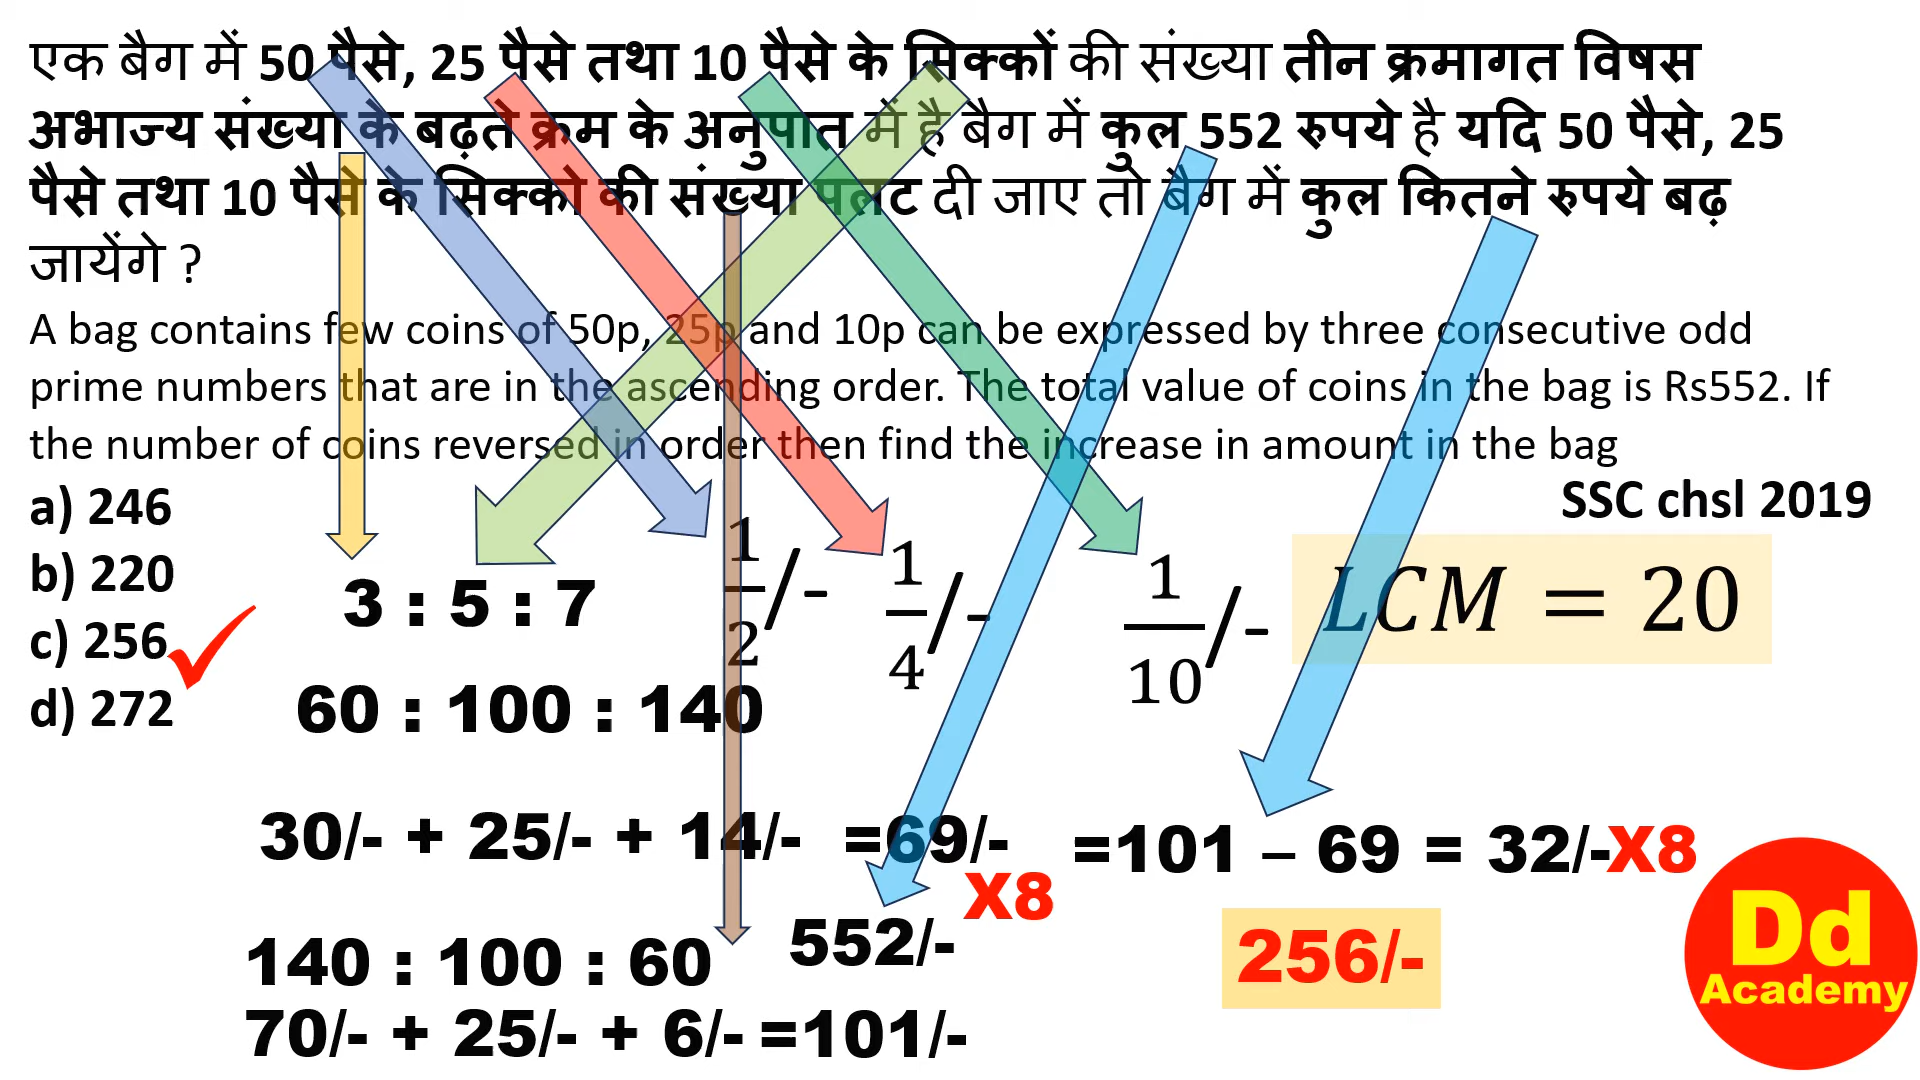 एक बैग में 50 पैसे, 25 पैसे तथा 10 पैसे के सिक्कों की संख्या तीन क्रमागत विषस
अभाज्य संख्या के बढ़ते क्रम के अनुपात में है बैग में कुल 552 रुपये है यदि 50 पैसे, 25
पैसे तथा 10 पैसे के सिक्को की संख्या पलट दी जाए तो बैग में कुल कितने रुपये बढ़
जायेंगे ?
A bag contains few coins of 50p, 25p and 10p can be expressed by three consecutive odd
prime numbers that are in the ascending order. The total value of coins in the bag is Rs552. If
the number of coins reversed in order then find the increase in amount in the bag
a) 246
SSC chsl 2019
b) 220
3 : 5 : 7
1/2/-
1/4/-
1/10/-
LCM = 20
c) 256
d) 272
60 : 100 : 140
30/- + 25/- + 14/- =69/-
=101 – 69 = 32/-X8
X8
552/-
256/-
140 : 100 : 60
70/- + 25/- + 6/- =101/-
Dd
Academy